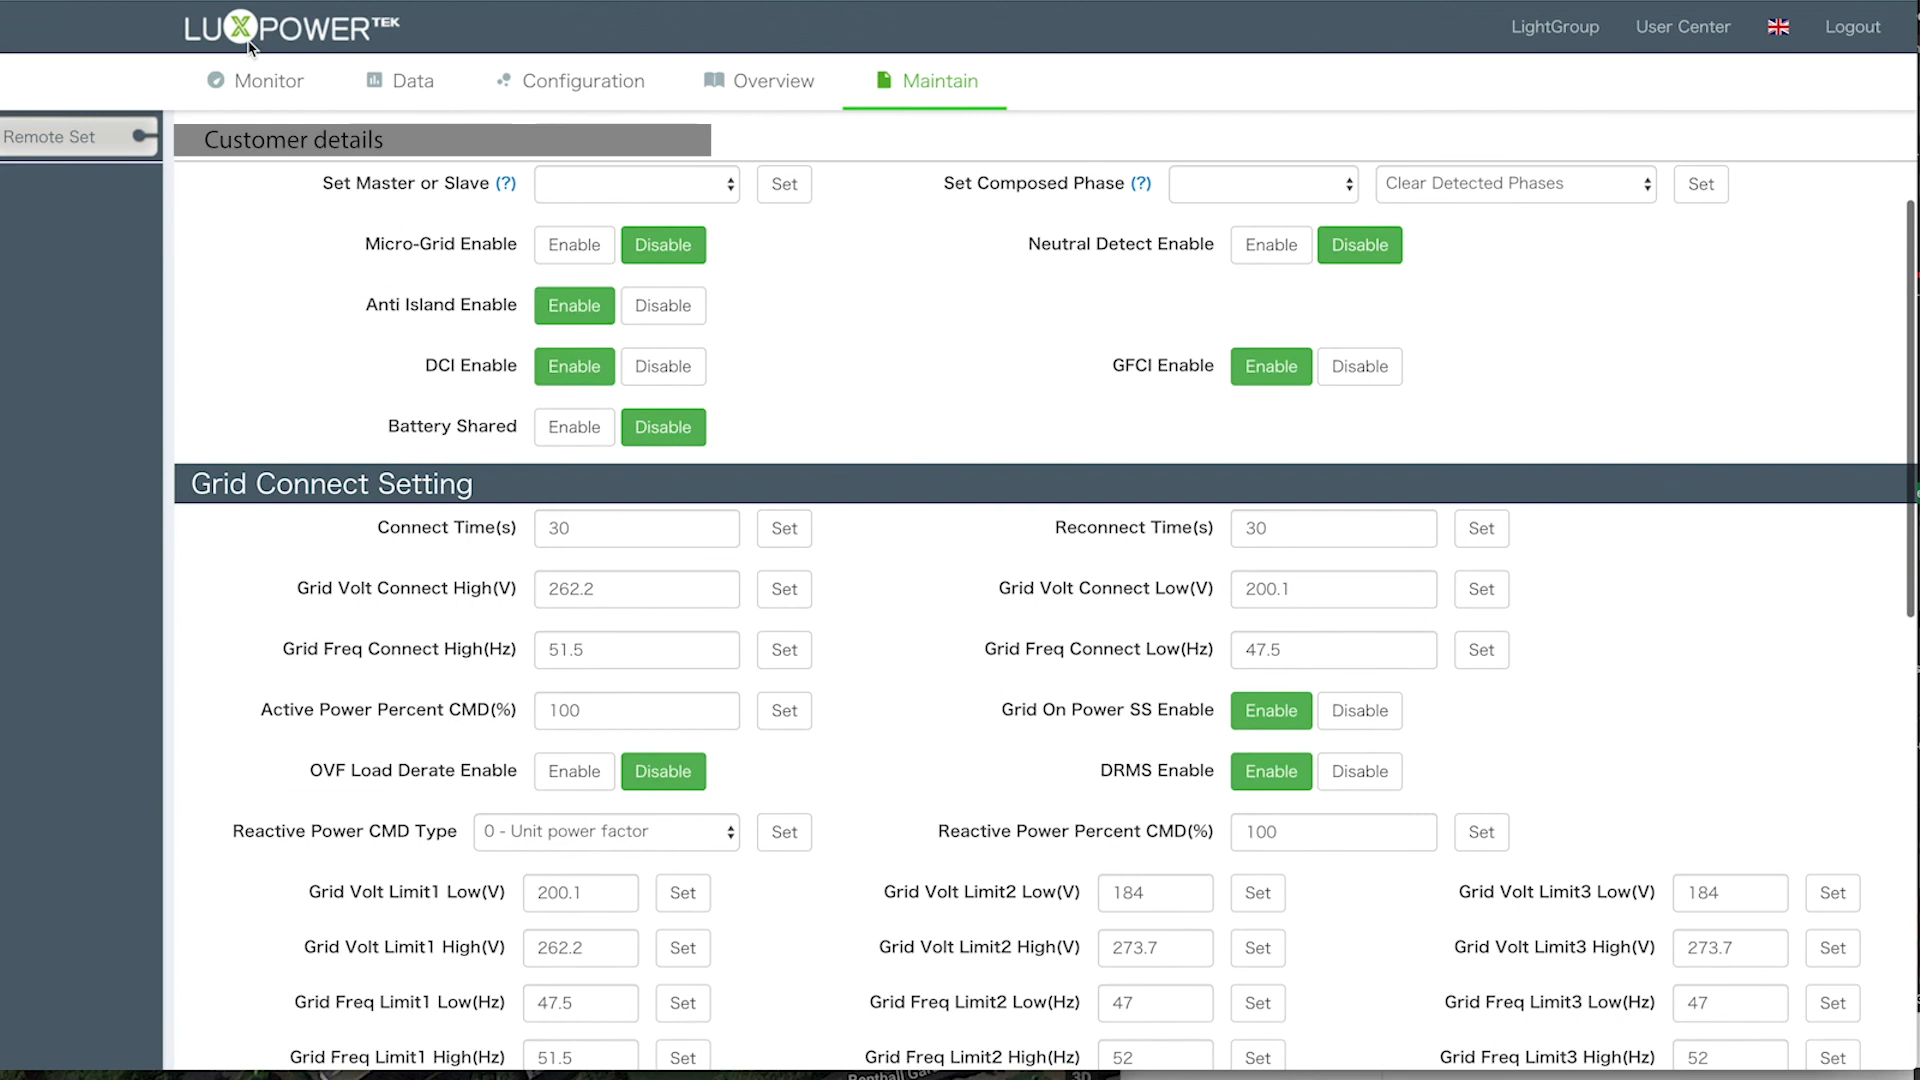 LUXPOWERTEK
LightGroup User Center Logout
Monitor Data Configuration Overview Maintain
Remote Set
Customer details
Set Master or Slave (?) Set Set Composed Phase (?) Clear Detected Phases Set
Micro-Grid Enable Enable Disable Neutral Detect Enable Enable Disable
Anti Island Enable Enable Disable
DCI Enable Enable Disable GFCI Enable Enable Disable
Battery Shared Enable Disable
Grid Connect Setting
Connect Time(s) 30 Set Reconnect Time(s) 30 Set
Grid Volt Connect High(V) 262.2 Set Grid Volt Connect Low(V) 200.1 Set
Grid Freq Connect High(Hz) 51.5 Set Grid Freq Connect Low(Hz) 47.5 Set
Active Power Percent CMD(%) 100 Set Grid On Power SS Enable Enable Disable
OVF Load Derate Enable Enable Disable DRMS Enable Enable Disable
Reactive Power CMD Type 0 - Unit power factor Set Reactive Power Percent CMD(%) 100 Set
Grid Volt Limit1 Low(V) 200.1 Set Grid Volt Limit2 Low(V) 184 Set Grid Volt Limit3 Low(V) 184 Set
Grid Volt Limit1 High(V) 262.2 Set Grid Volt Limit2 High(V) 273.7 Set Grid Volt Limit3 High(V) 273.7 Set
Grid Freq Limit1 Low(Hz) 47.5 Set Grid Freq Limit2 Low(Hz) 47 Set Grid Freq Limit3 Low(Hz) 47 Set
Grid Freq Limit1 High(Hz) 51.5 Set Grid Freq Limit2 High(Hz) 52 Set Grid Freq Limit3 High(Hz) 52 Set
3D